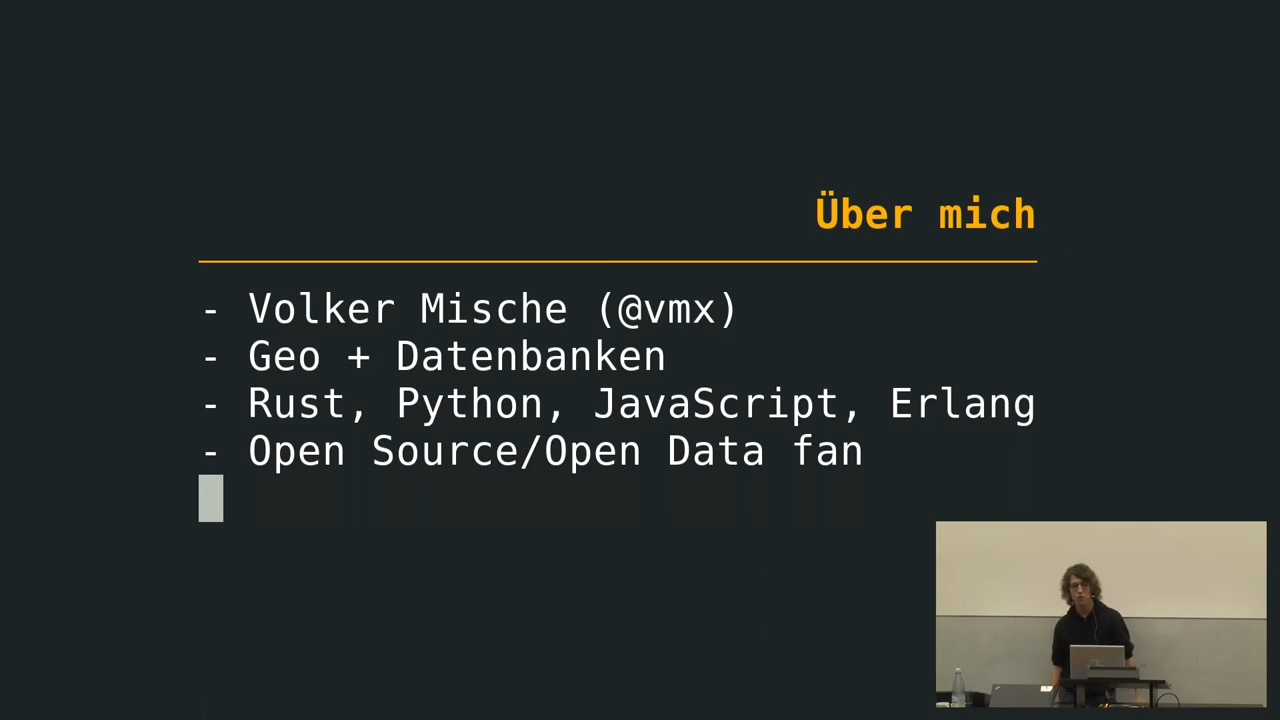 Über mich
- Volker Mische (@vmx)
- Geo + Datenbanken
- Rust, Python, JavaScript, Erlang
- Open Source/Open Data fan